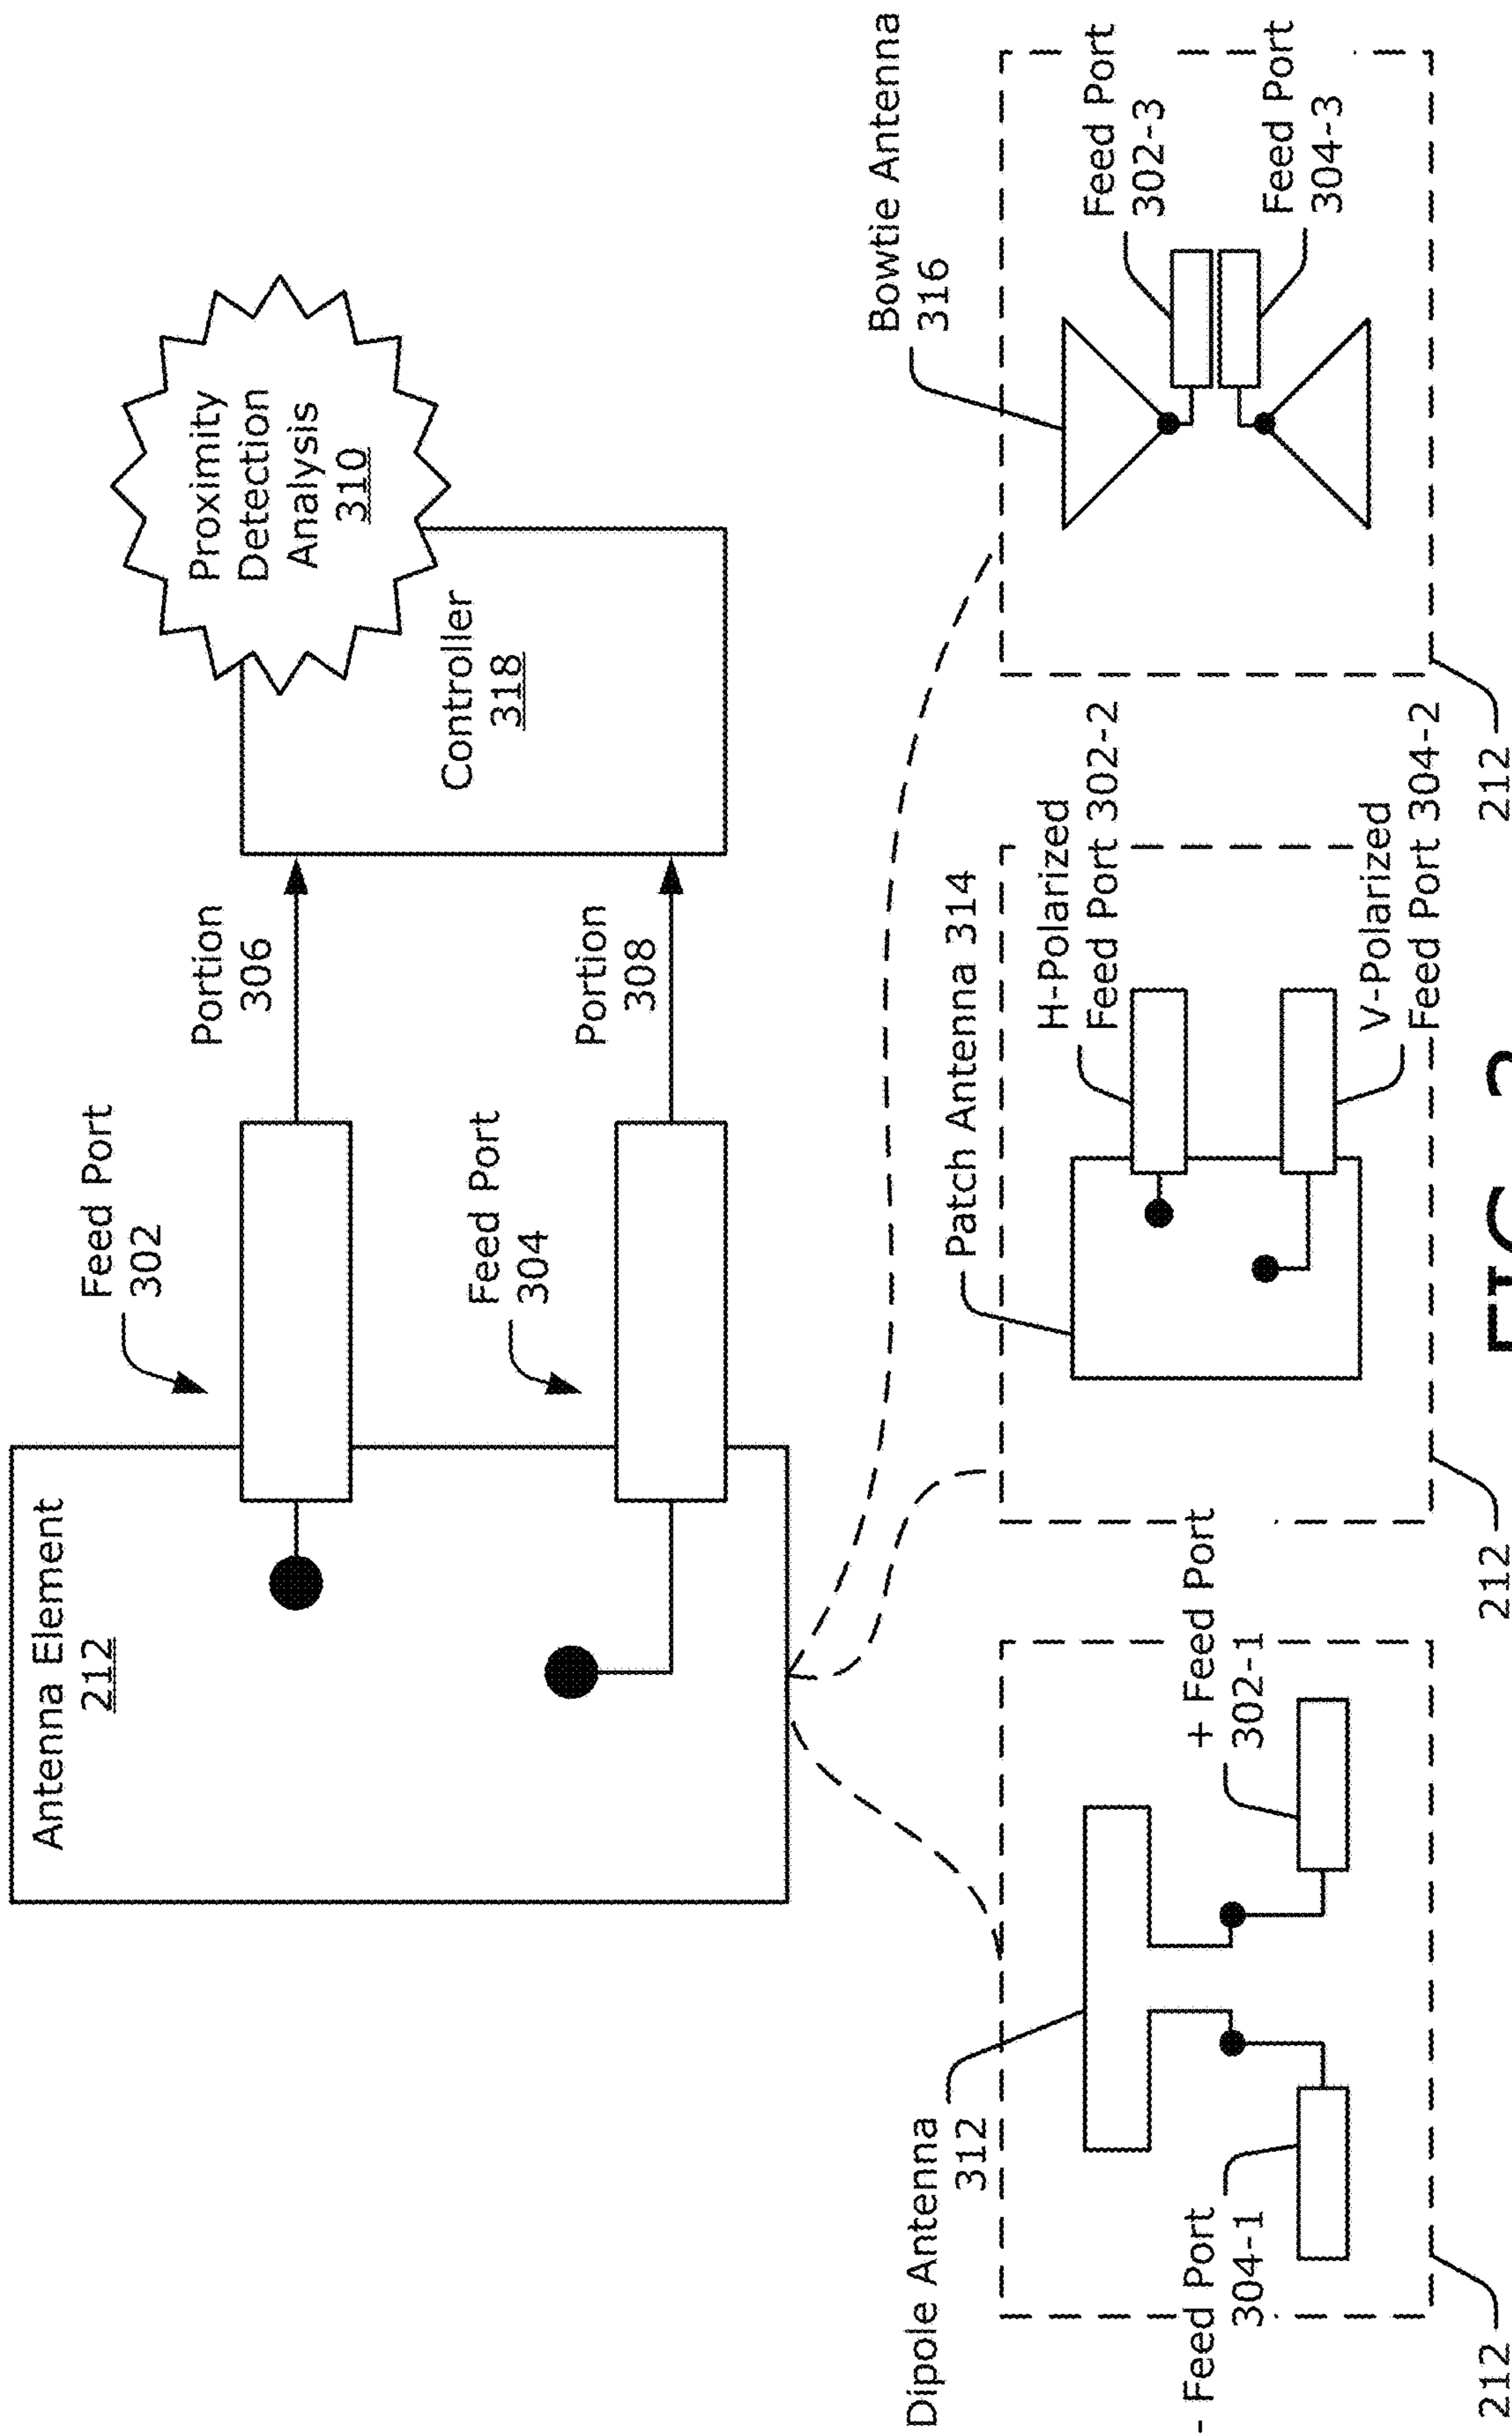 Antenna Element
212
Feed Port
302
Portion
306
Feed Port
304
Portion
308
Controller
318
Proximity
Detection
Analysis
310
Dipole Antenna
312
- Feed Port
304-1
+ Feed Port
302-1
212
Patch Antenna 314
H-Polarized
Feed Port 302-2
V-Polarized
Feed Port 304-2
212
Bowtie Antenna
316
Feed Port
302-3
Feed Port
304-3
212